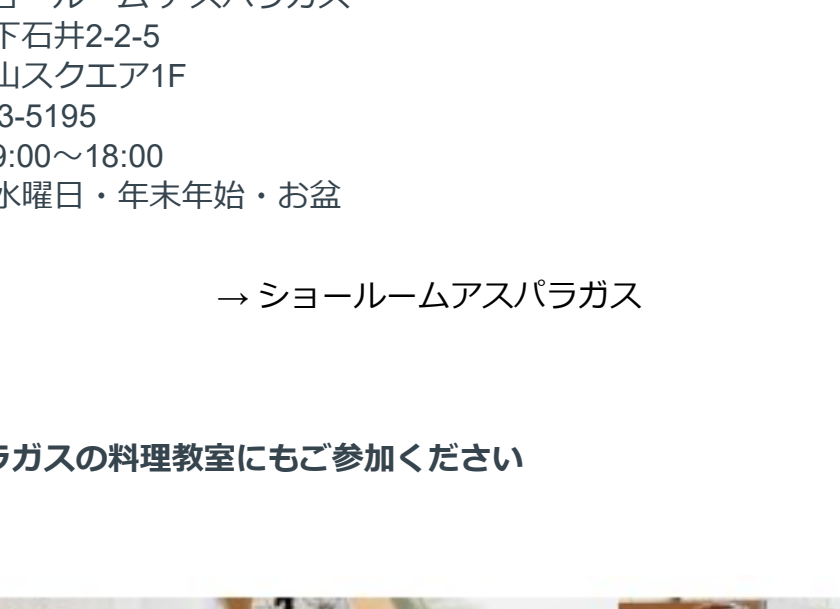 下石井2-2-5
山スクエア1F
3-5195
9:00～18:00
水曜日・年末年始・お盆
→ ショールームアスパラガス
ラガスの料理教室にもご参加ください